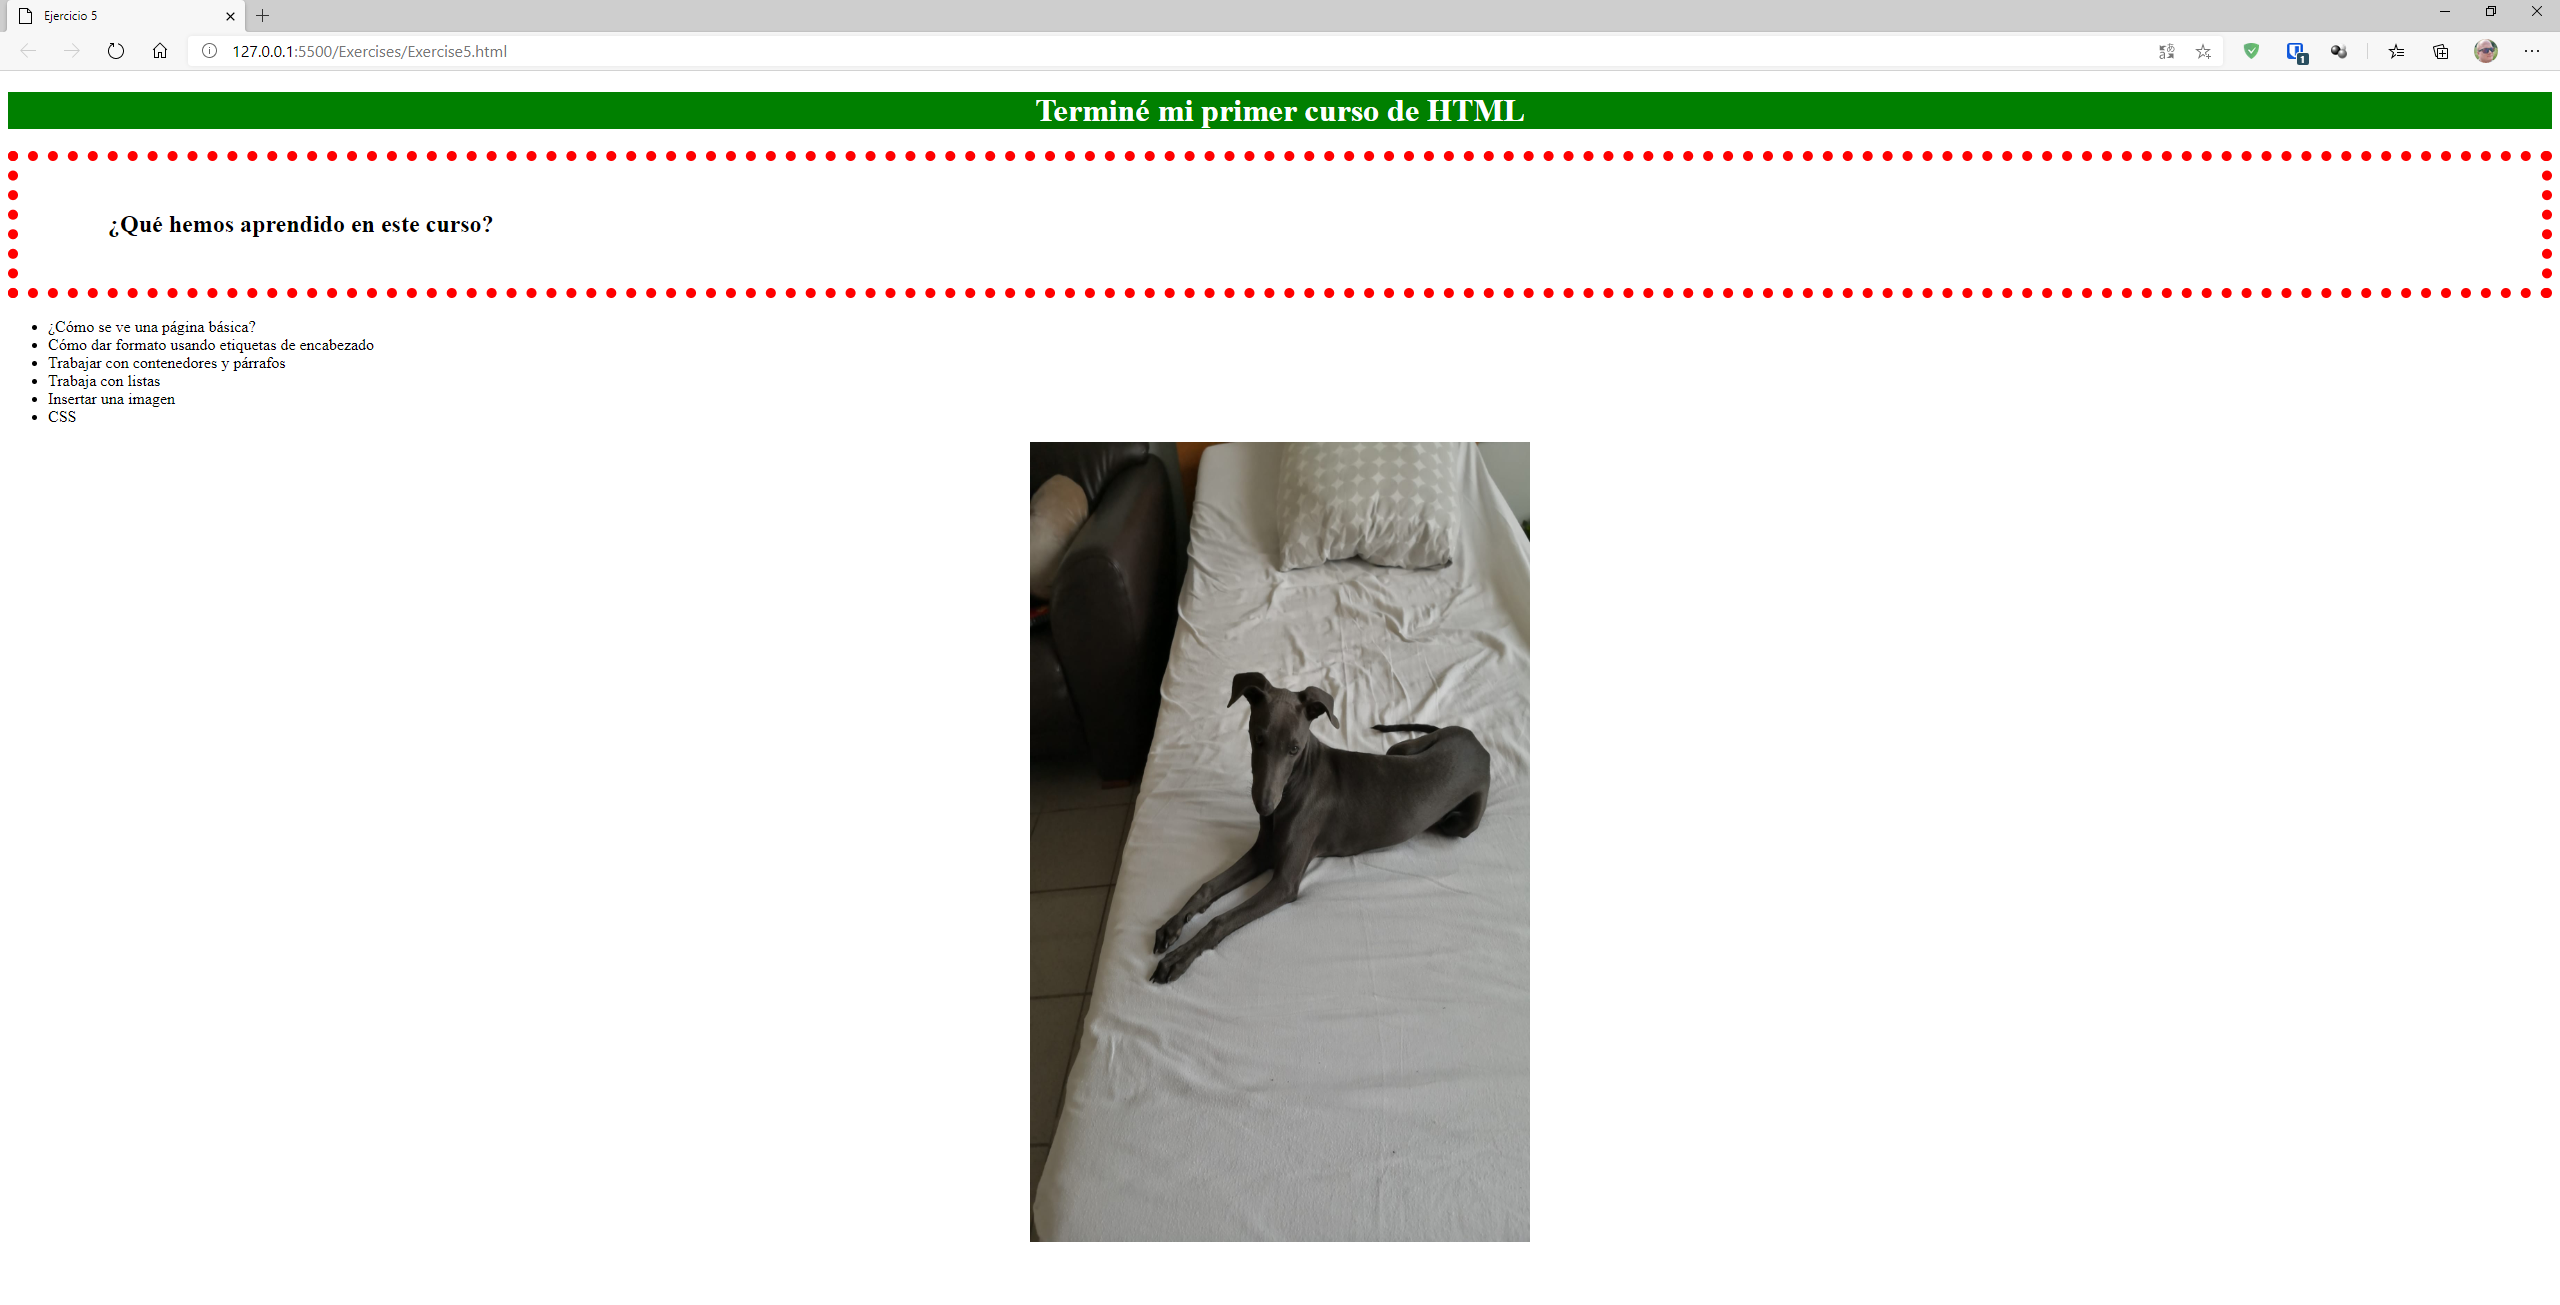 Ejercicio 5
127.0.0.1:5500/Exercises/Exercise5.html
1
Terminé mi primer curso de HTML
¿Qué hemos aprendido en este curso?
¿Cómo se ve una página básica?
Cómo dar formato usando etiquetas de encabezado
Trabajar con contenedores y párrafos
Trabaja con listas
Insertar una imagen
CSS